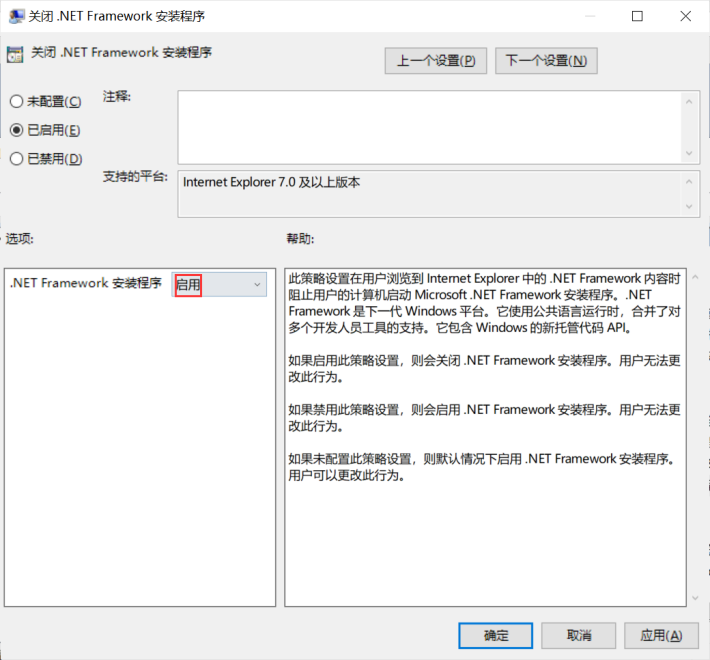 关闭 .NET Framework 安装程序
关闭 .NET Framework 安装程序
上一个设置(P)
下一个设置(N)
未配置(C)
注释:
已启用(E)
已禁用(D)
支持的平台:
Internet Explorer 7.0 及以上版本
选项:
帮助:
.NET Framework 安装程序
启用
此策略设置在用户浏览到 Internet Explorer 中的 .NET Framework 内容时
阻止用户的计算机启动 Microsoft .NET Framework 安装程序。.NET
Framework 是下一代 Windows 平台。它使用公共语言运行时，合并了对
多个开发人员工具的支持。它包含 Windows 的新托管代码 API。
如果启用此策略设置，则会关闭 .NET Framework 安装程序。用户无法更
改此行为。
如果禁用此策略设置，则会启用 .NET Framework 安装程序。用户无法更
改此行为。
如果未配置此策略设置，则默认情况下启用 .NET Framework 安装程序。
用户可以更改此行为。
确定
取消
应用(A)